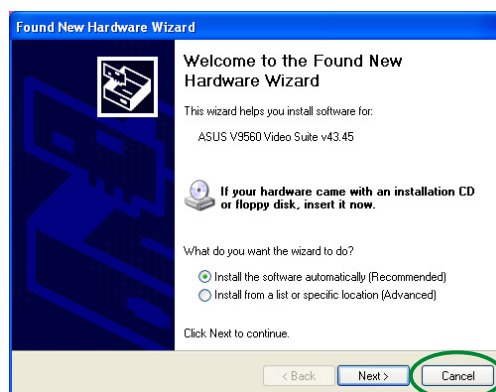 Found New Hardware Wizard
Welcome to the Found New
Hardware Wizard
This wizard helps you install software for:
ASUS V9560 Video Suite v43.45
If your hardware came with an installation CD
or floppy disk, insert it now.
What do you want the wizard to do?
Install the software automatically (Recommended)
Install from a list or specific location (Advanced)
Click Next to continue.
< Back Next > Cancel